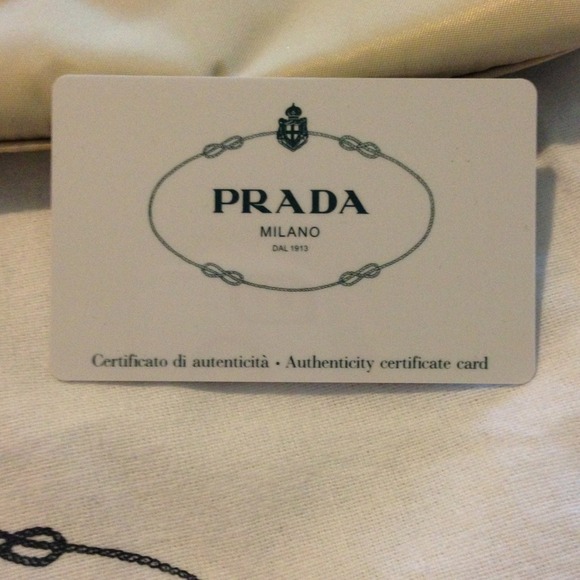 PRADA
MILANO
DAL 1913
Certificato di autenticità • Authenticity certificate card